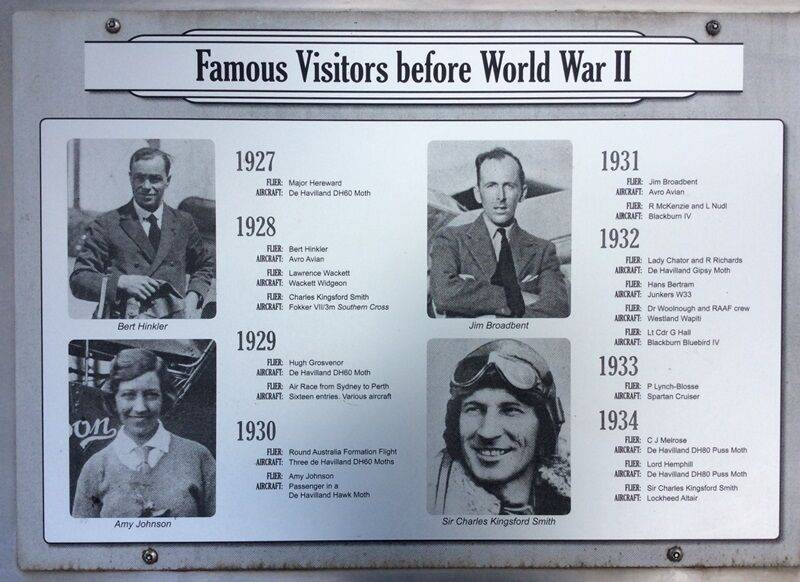 Famous Visitors before World War II
Bert Hinkler
Amy Johnson
1927
FLIER: Major Hereward
AIRCRAFT: De Havilland DH60 Moth
1928
FLIER: Bert Hinkler
AIRCRAFT: Avro Avian
FLIER: Lawrence Wackett
AIRCRAFT: Wackett Widgeon
FLIER: Charles Kingsford Smith
AIRCRAFT: Fokker VII/3m Southern Cross
1929
FLIER: Hugh Grosvenor
AIRCRAFT: De Havilland DH60 Moth
FLIER: Air Race from Sydney to Perth
AIRCRAFT: Sixteen entries. Various aircraft
1930
FLIER: Round Australia Formation Flight
AIRCRAFT: Three de Havilland DH60 Moths
FLIER: Amy Johnson
AIRCRAFT: Passenger in a
De Havilland Hawk Moth
Jim Broadbent
Sir Charles Kingsford Smith
1931
FLIER: Jim Broadbent
AIRCRAFT: Avro Avian
FLIER: R McKenzie and L Nudl
AIRCRAFT: Blackburn IV
1932
FLIER: Lady Chator and R Richards
AIRCRAFT: De Havilland Gipsy Moth
FLIER: Hans Bertram
AIRCRAFT: Junkers W33
FLIER: Dr Woolnough and RAAF crew
AIRCRAFT: Westland Wapiti
FLIER: Lt Cdr G Hall
AIRCRAFT: Blackburn Bluebird IV
1933
FLIER: P Lynch-Blosse
AIRCRAFT: Spartan Cruiser
1934
FLIER: C J Melrose
AIRCRAFT: De Havilland DH80 Puss Moth
FLIER: Lord Hemphill
AIRCRAFT: De Havilland DH80 Puss Moth
FLIER: Sir Charles Kingsford Smith
AIRCRAFT: Lockheed Altair